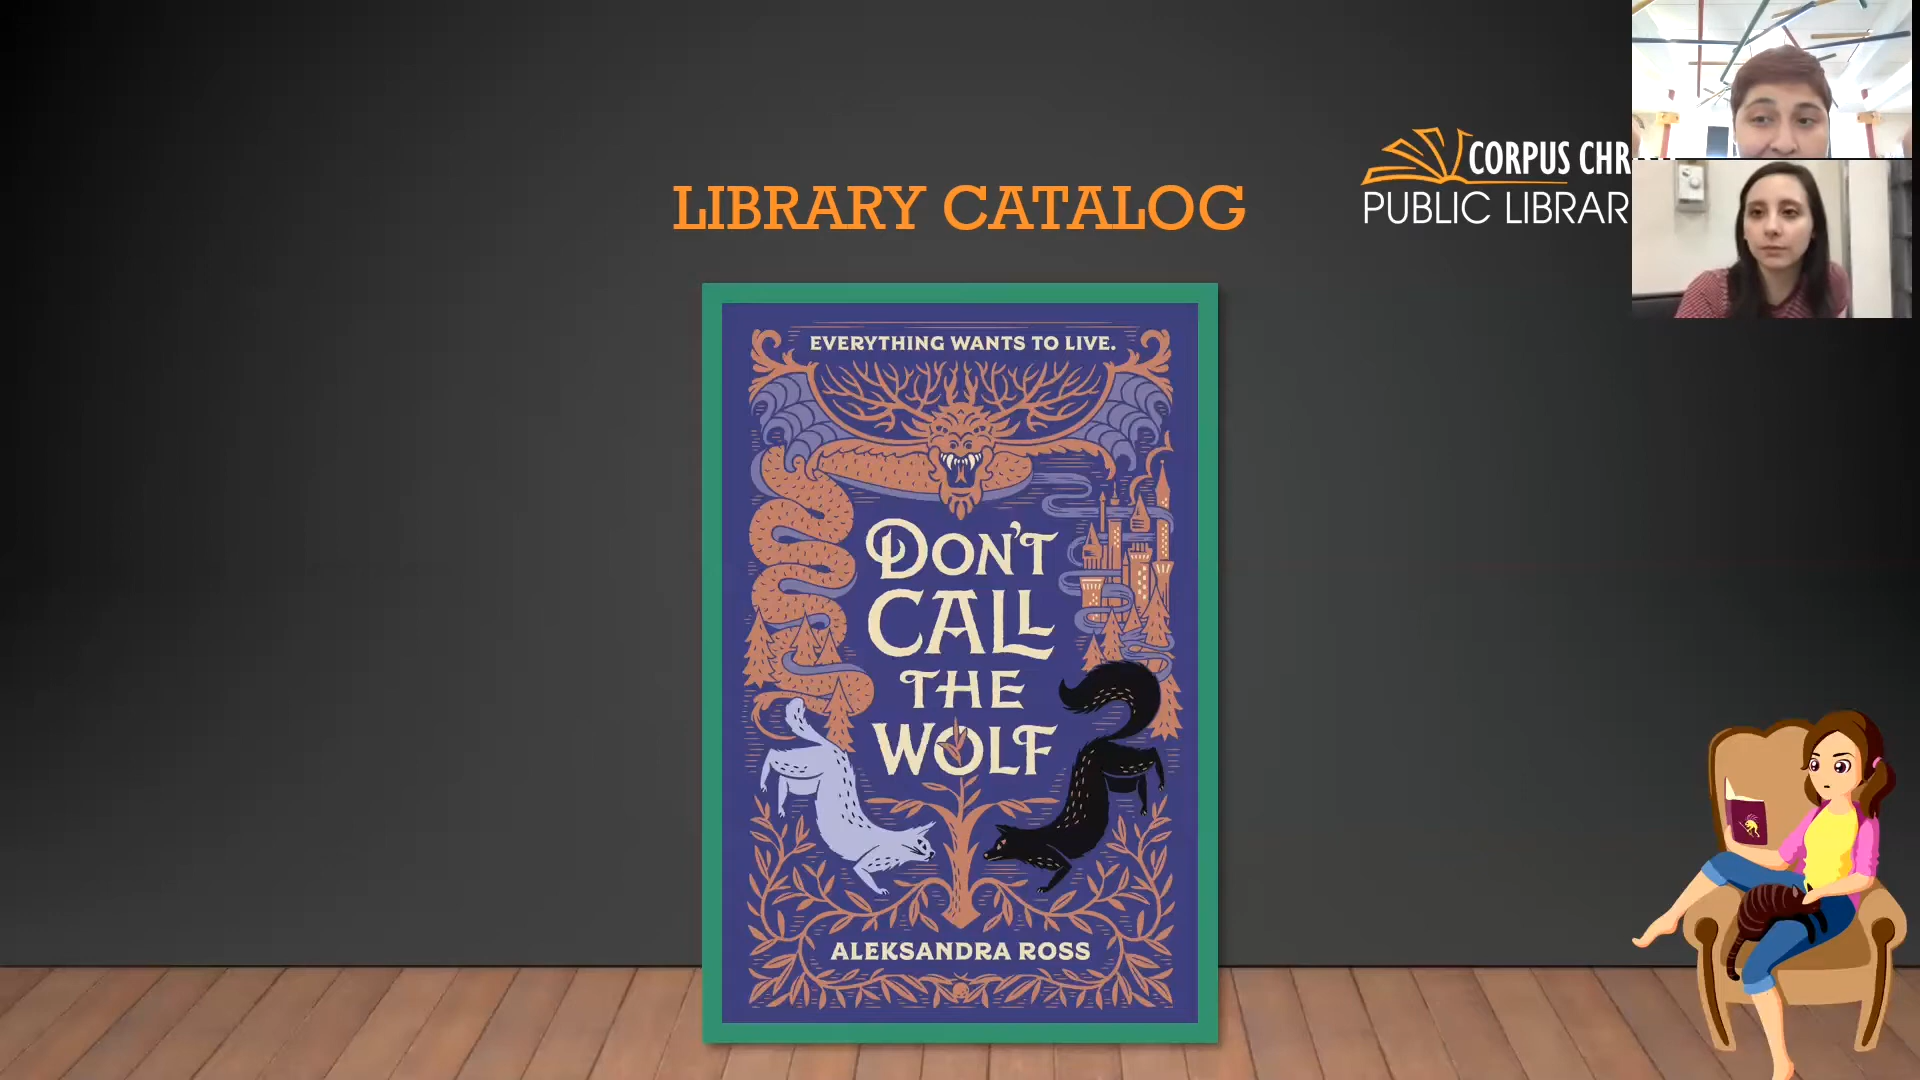 LIBRARY CATALOG
CORPUS CHR
PUBLIC LIBRAR
EVERYTHING WANTS TO LIVE.
DON'T
CALL
THE
WOLF
ALEKSANDRA ROSS